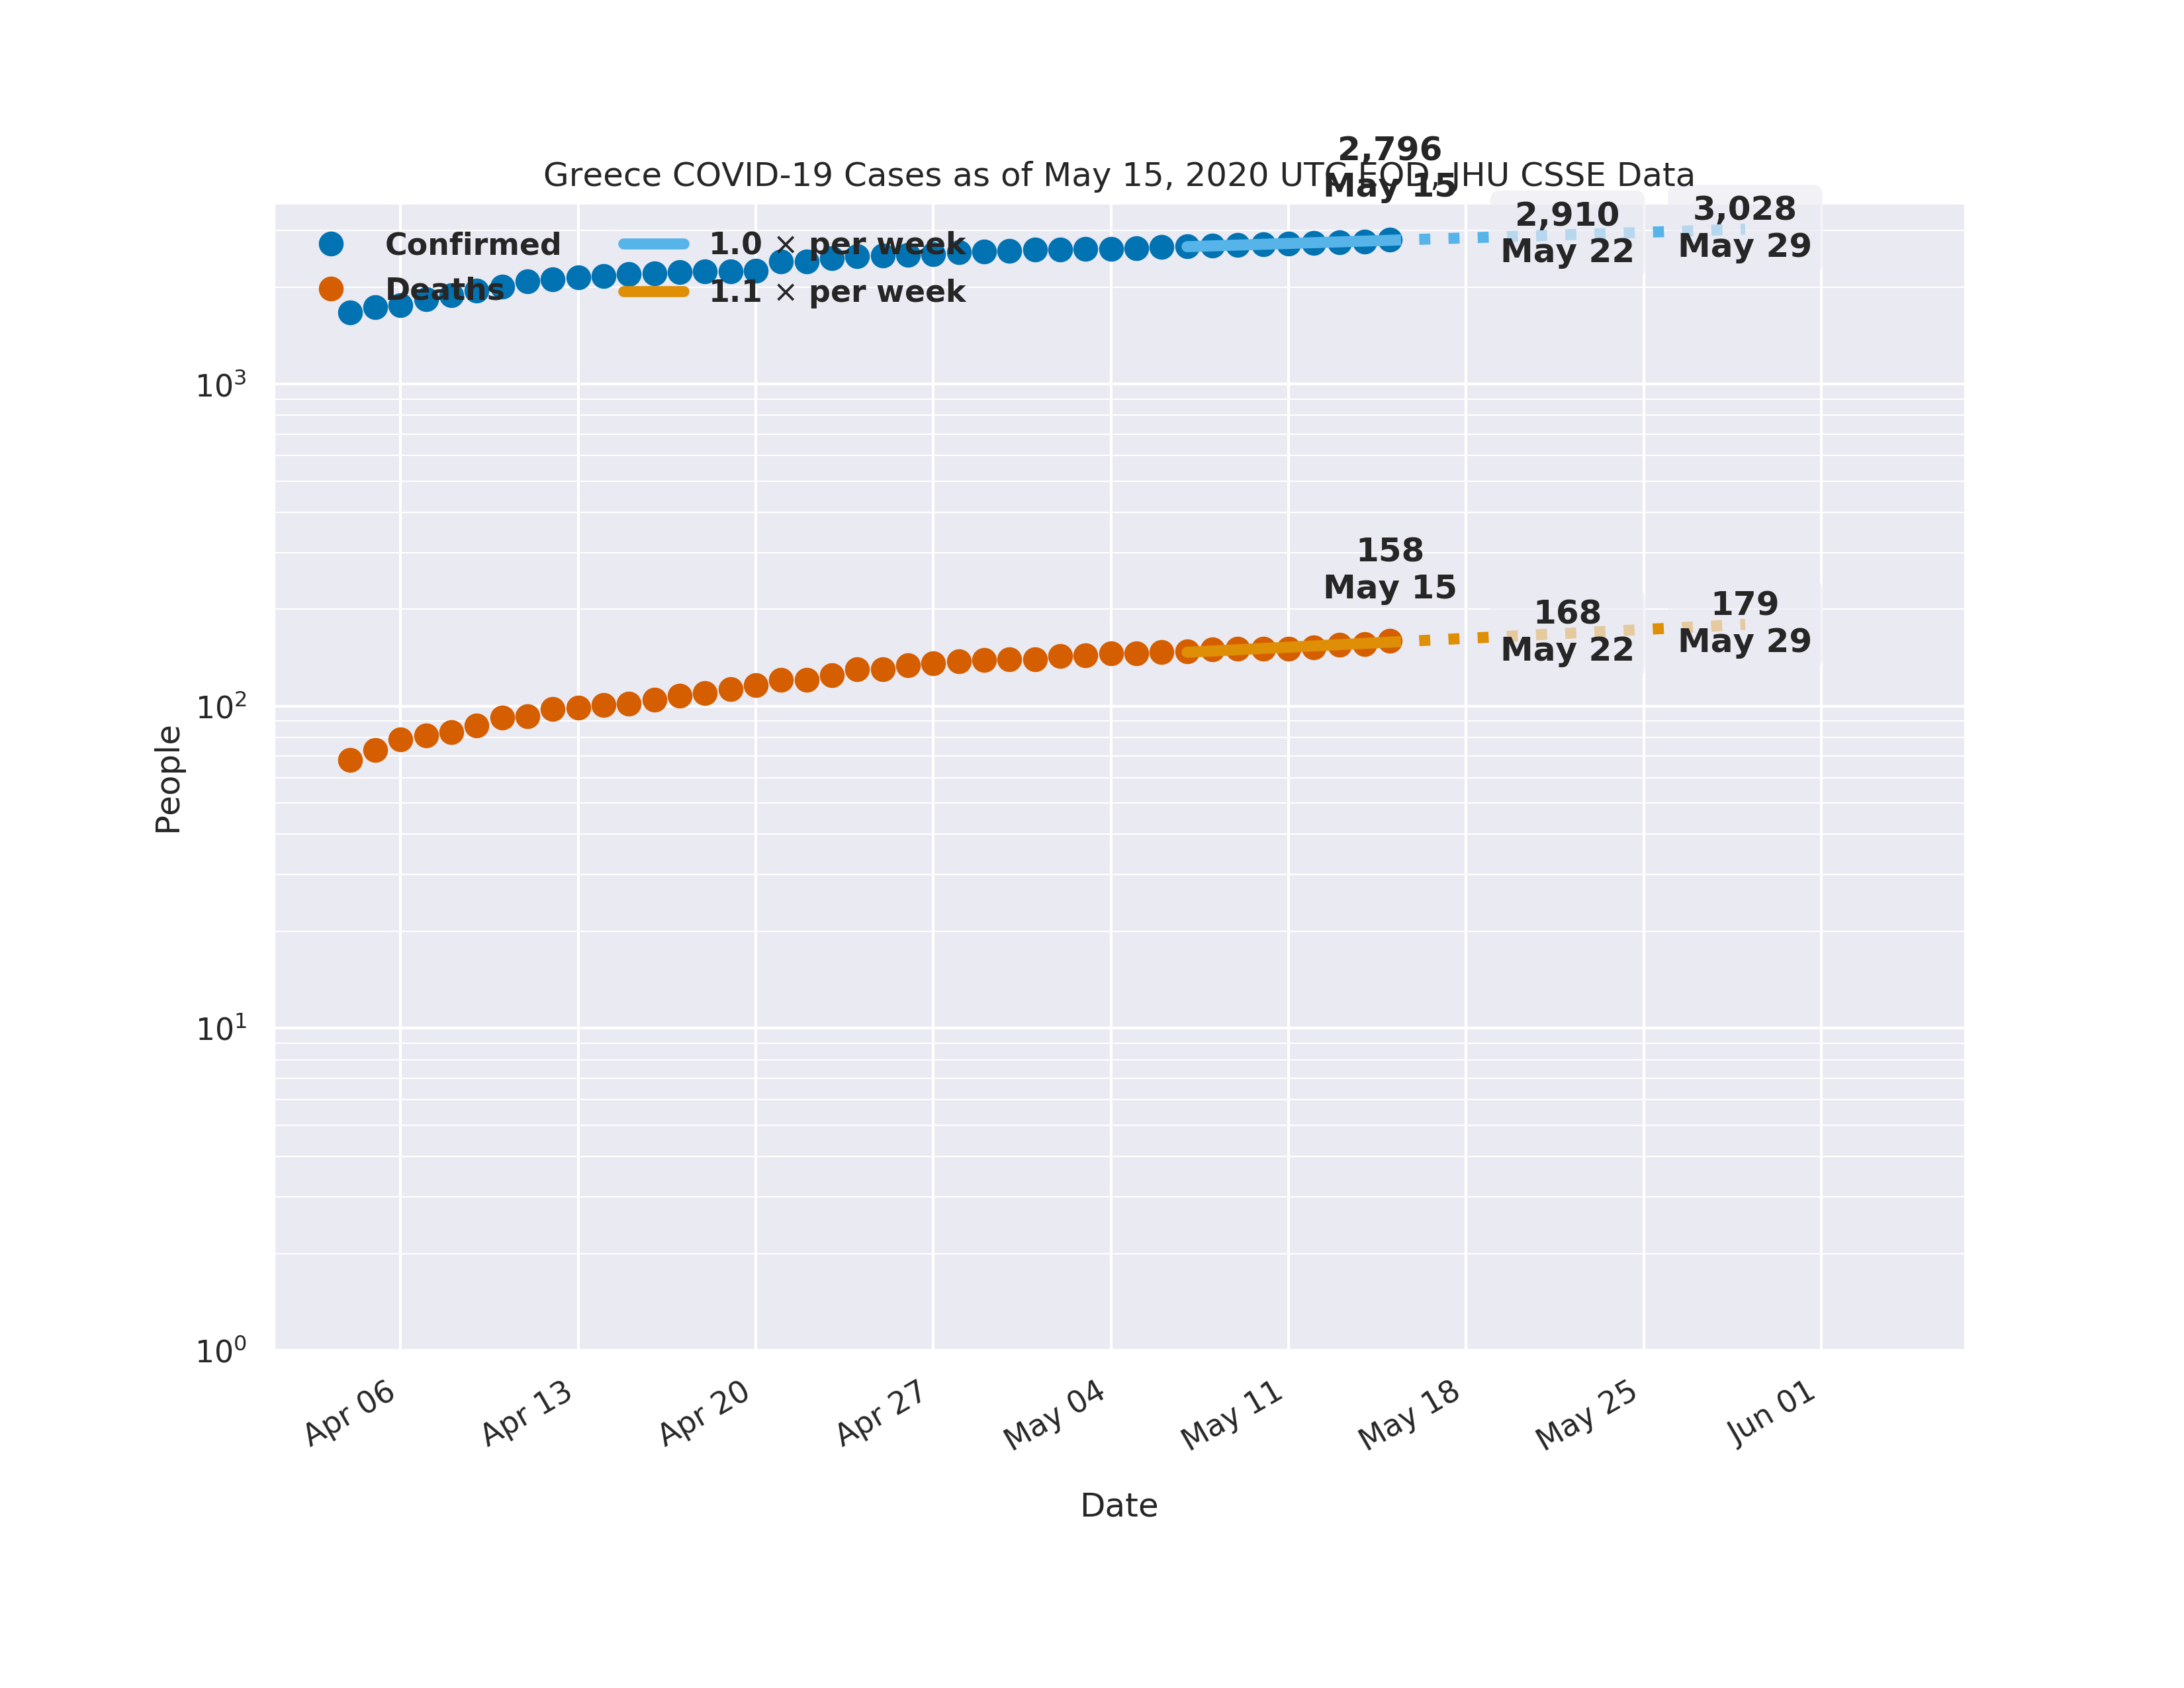 2,796
May 15
Greece COVID-19 Cases as of May 15, 2020 UTC EOD, JHU CSSE Data
2,910
May 22
3,028
May 29
Confirmed
Deaths
1.0 × per week
1.1 × per week
10³
158
May 15
168
May 22
179
May 29
10²
People
10¹
10⁰
Apr 06
Apr 13
Apr 20
Apr 27
May 04
May 11
May 18
May 25
Jun 01
Date